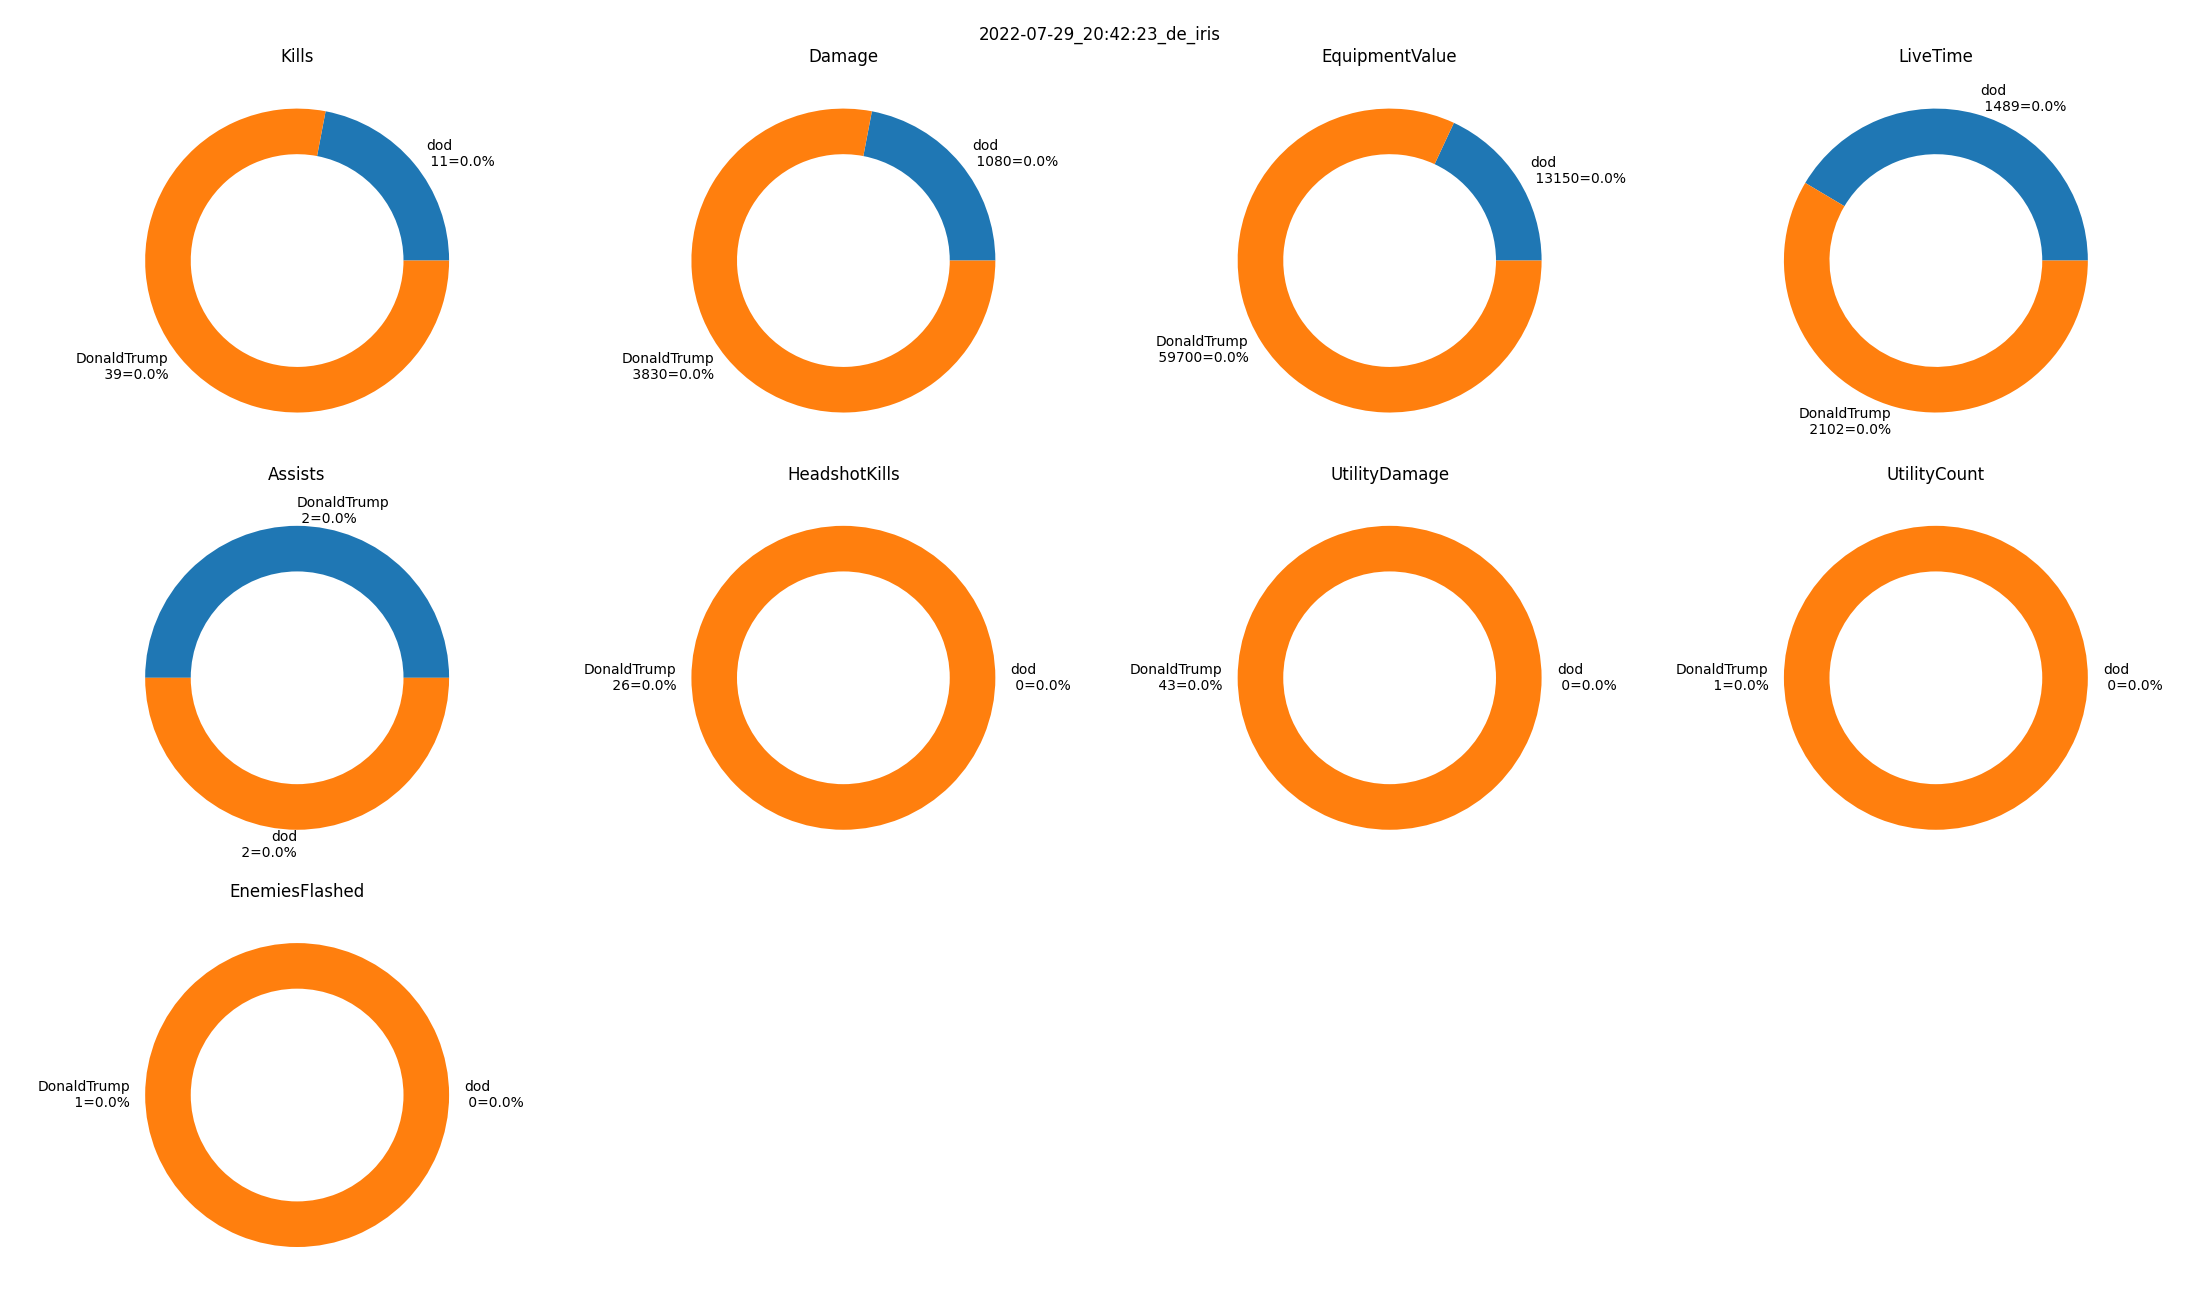 2022-07-29_20:42:23_de_iris
Kills
dod
11=0.0%
DonaldTrump
39=0.0%
Damage
dod
1080=0.0%
DonaldTrump
3830=0.0%
EquipmentValue
dod
13150=0.0%
DonaldTrump
59700=0.0%
LiveTime
dod
1489=0.0%
DonaldTrump
2102=0.0%
Assists
DonaldTrump
2=0.0%
dod
2=0.0%
HeadshotKills
DonaldTrump
26=0.0%
dod
0=0.0%
UtilityDamage
DonaldTrump
43=0.0%
dod
0=0.0%
UtilityCount
DonaldTrump
1=0.0%
dod
0=0.0%
EnemiesFlashed
DonaldTrump
1=0.0%
dod
0=0.0%